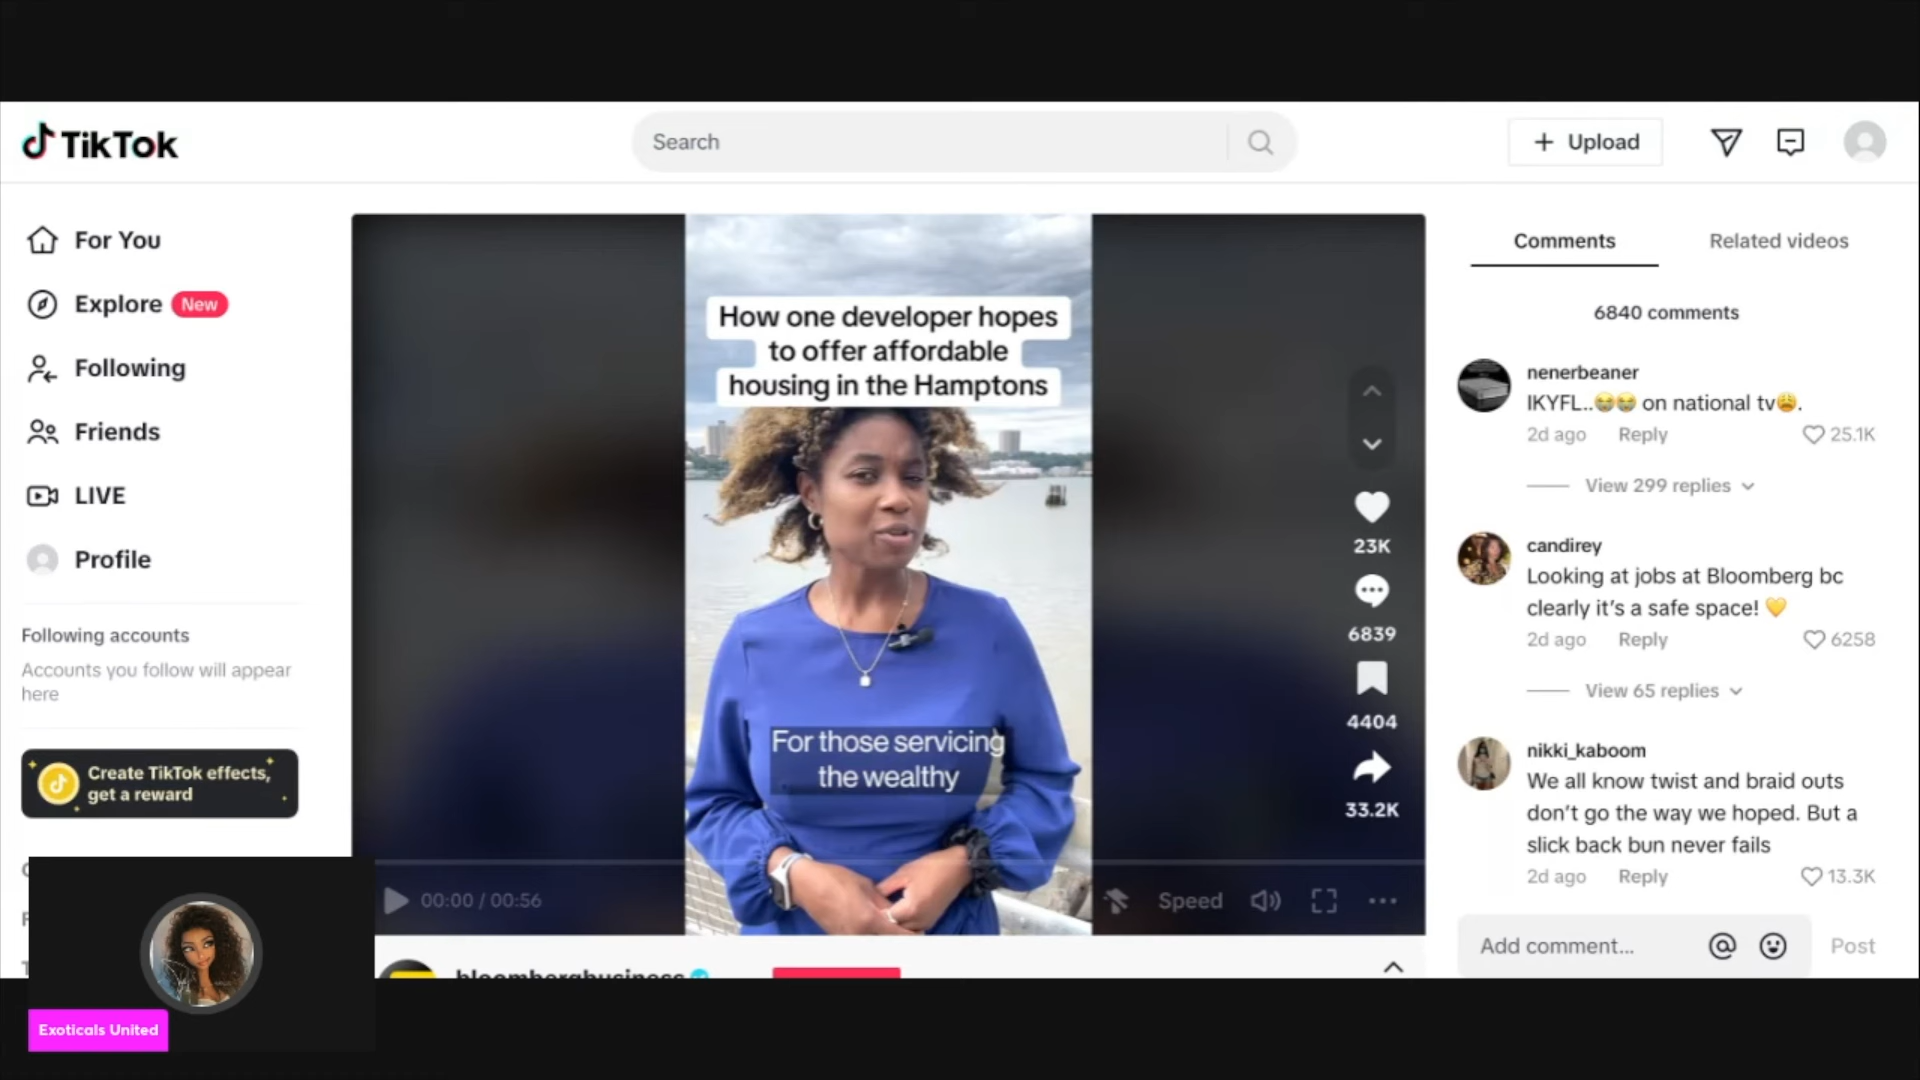 TikTok
Search
Upload
For You
Explore New
Following
Friends
LIVE
Profile
Following accounts
Accounts you follow will appear
here
Create TikTok effects,
get a reward
Exoticals United
How one developer hopes
to offer affordable
housing in the Hamptons
For those servicing
the wealthy
23K
6839
4404
33.2K
00:00 / 00:56
Speed
bloombergbusiness
Comments
Related videos
6840 comments
nenerbeaner
IKYFL..😭😭 on national tv😩.
2d ago Reply 25.1K
View 299 replies
candirey
Looking at jobs at Bloomberg bc
clearly it's a safe space! 💛
2d ago Reply 6258
View 65 replies
nikki_kaboom
We all know twist and braid outs
don't go the way we hoped. But a
slick back bun never fails
2d ago Reply 13.3K
Add comment...
Post